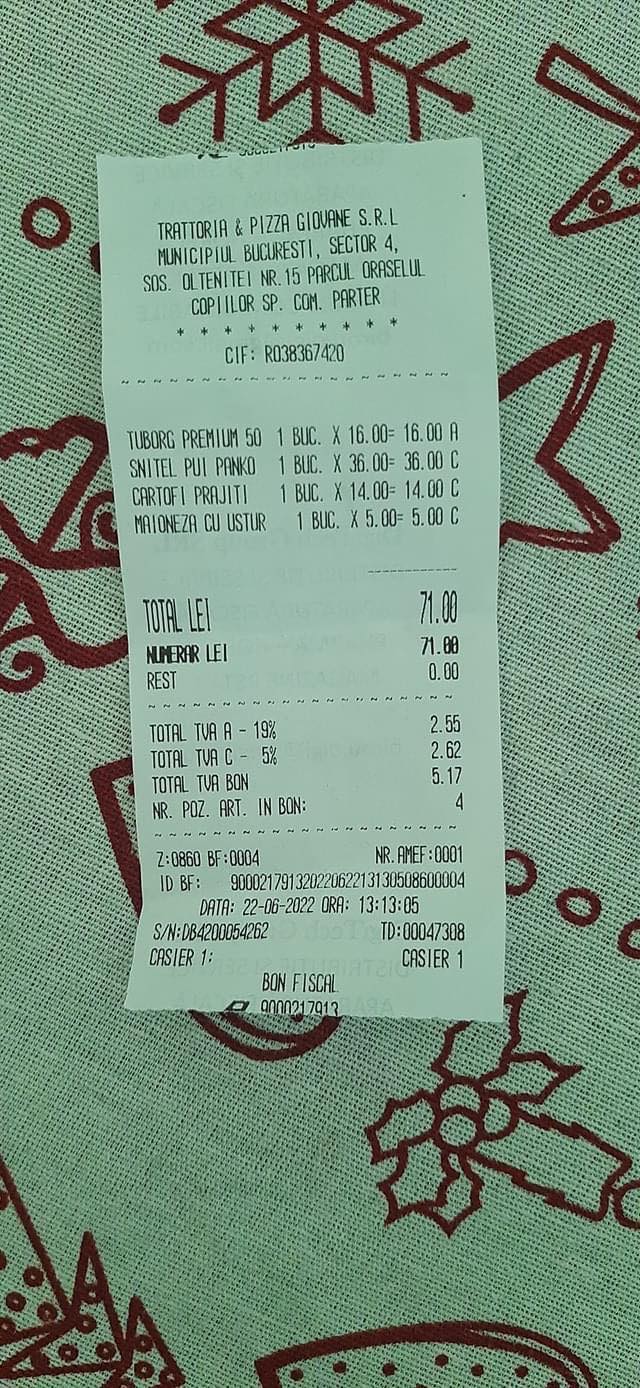 TRATTORIA & PIZZA GIOVANE S.R.L
MUNICIPIUL BUCURESTI, SECTOR 4,
SOS. OLTENITEI NR.15 PARCUL ORASELUL
COPIILOR SP. COM. PARTER
* * * * * * * * * *
CIF: RO38367420
TUBORG PREMIUM 50 1 BUC. X 16.00= 16.00 A
SNITEL PUI PANKO 1 BUC. X 36.00= 36.00 C
CARTOFI PRAJITI 1 BUC. X 14.00= 14.00 C
MAIONEZA CU USTUR 1 BUC. X 5.00= 5.00 C
TOTAL LEI 71.00
NUMERAR LEI 71.00
REST 0.00
TOTAL TVA A - 19% 2.55
TOTAL TVA C - 5% 2.62
TOTAL TVA BON 5.17
NR. POZ. ART. IN BON: 4
Z:0860 BF:0004 NR.AMEF:0001
ID BF: 90002179132022062213130508600004
DATA: 22-06-2022 ORA: 13:13:05
S/N:DB4200054262 TD:00047308
CASIER 1: CASIER 1
BON FISCAL
9000217913